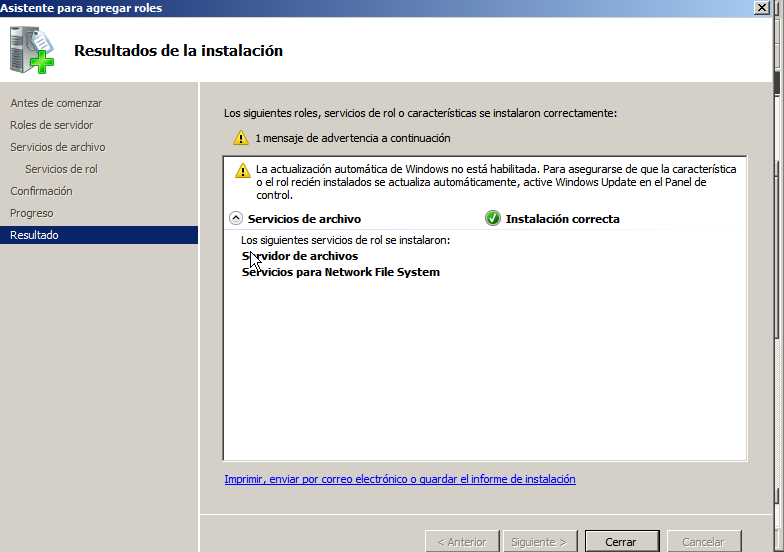 Asistente para agregar roles
Resultados de la instalación
Antes de comenzar
Roles de servidor
Servicios de archivo
Servicios de rol
Confirmación
Progreso
Resultado
Los siguientes roles, servicios de rol o características se instalaron correctamente:
1 mensaje de advertencia a continuación
La actualización automática de Windows no está habilitada. Para asegurarse de que la característica
o el rol recién instalados se actualiza automáticamente, active Windows Update en el Panel de
control.
Servicios de archivo Instalación correcta
Los siguientes servicios de rol se instalaron:
Servidor de archivos
Servicios para Network File System
Imprimir, enviar por correo electrónico o guardar el informe de instalación
< Anterior Siguiente > Cerrar Cancelar